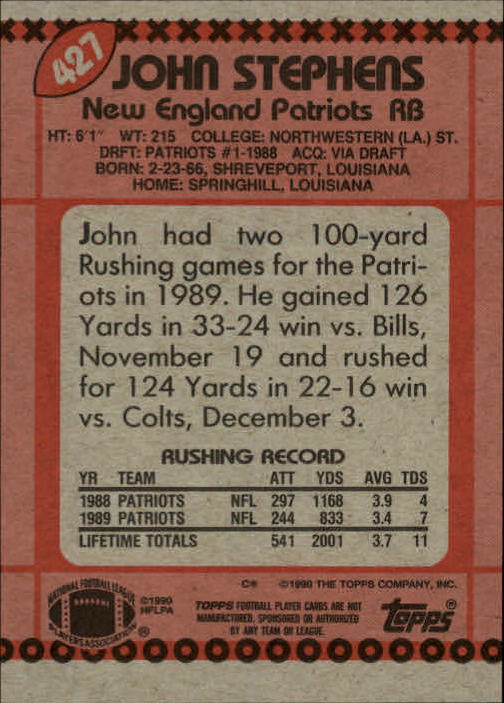 427
JOHN STEPHENS
New England Patriots RB
HT: 6'1" WT: 215 COLLEGE: NORTHWESTERN (LA.) ST.
DRFT: PATRIOTS #1-1988 ACQ: VIA DRAFT
BORN: 2-23-66, SHREVEPORT, LOUISIANA
HOME: SPRINGHILL, LOUISIANA
John had two 100-yard
Rushing games for the Patri-
ots in 1989. He gained 126
Yards in 33-24 win vs. Bills,
November 19 and rushed
for 124 Yards in 22-16 win
vs. Colts, December 3.
RUSHING RECORD
YR TEAM ATT YDS AVG TDS
1988 PATRIOTS NFL 297 1168 3.9 4
1989 PATRIOTS NFL 244 833 3.4 7
LIFETIME TOTALS 541 2001 3.7 11
C* ©1990 THE TOPPS COMPANY, INC.
NATIONAL FOOTBALL LEAGUE
PLAYERS ASSOCIATION ®
©1990
NFLPA
TOPPS FOOTBALL PLAYER CARDS ARE NOT
MANUFACTURED, SPONSORED OR AUTHORIZED
BY ANY TEAM OR LEAGUE.
topps®